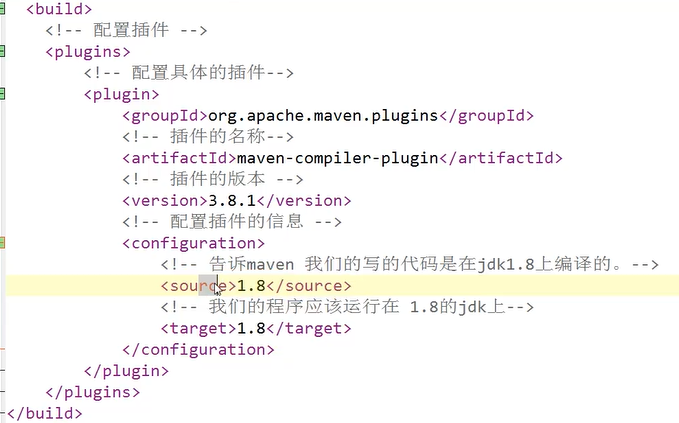 <build>
<!-- 配置插件 -->
<plugins>
<!-- 配置具体的插件-->
<plugin>
<groupId>org.apache.maven.plugins</groupId>
<!-- 插件的名称-->
<artifactId>maven-compiler-plugin</artifactId>
<!-- 插件的版本 -->
<version>3.8.1</version>
<!-- 配置插件的信息 -->
<configuration>
<!-- 告诉maven 我们的写的代码是在jdk1.8上编译的。-->
<source>1.8</source>
<!-- 我们的程序应该运行在 1.8的jdk上-->
<target>1.8</target>
</configuration>
</plugin>
</plugins>
</build>